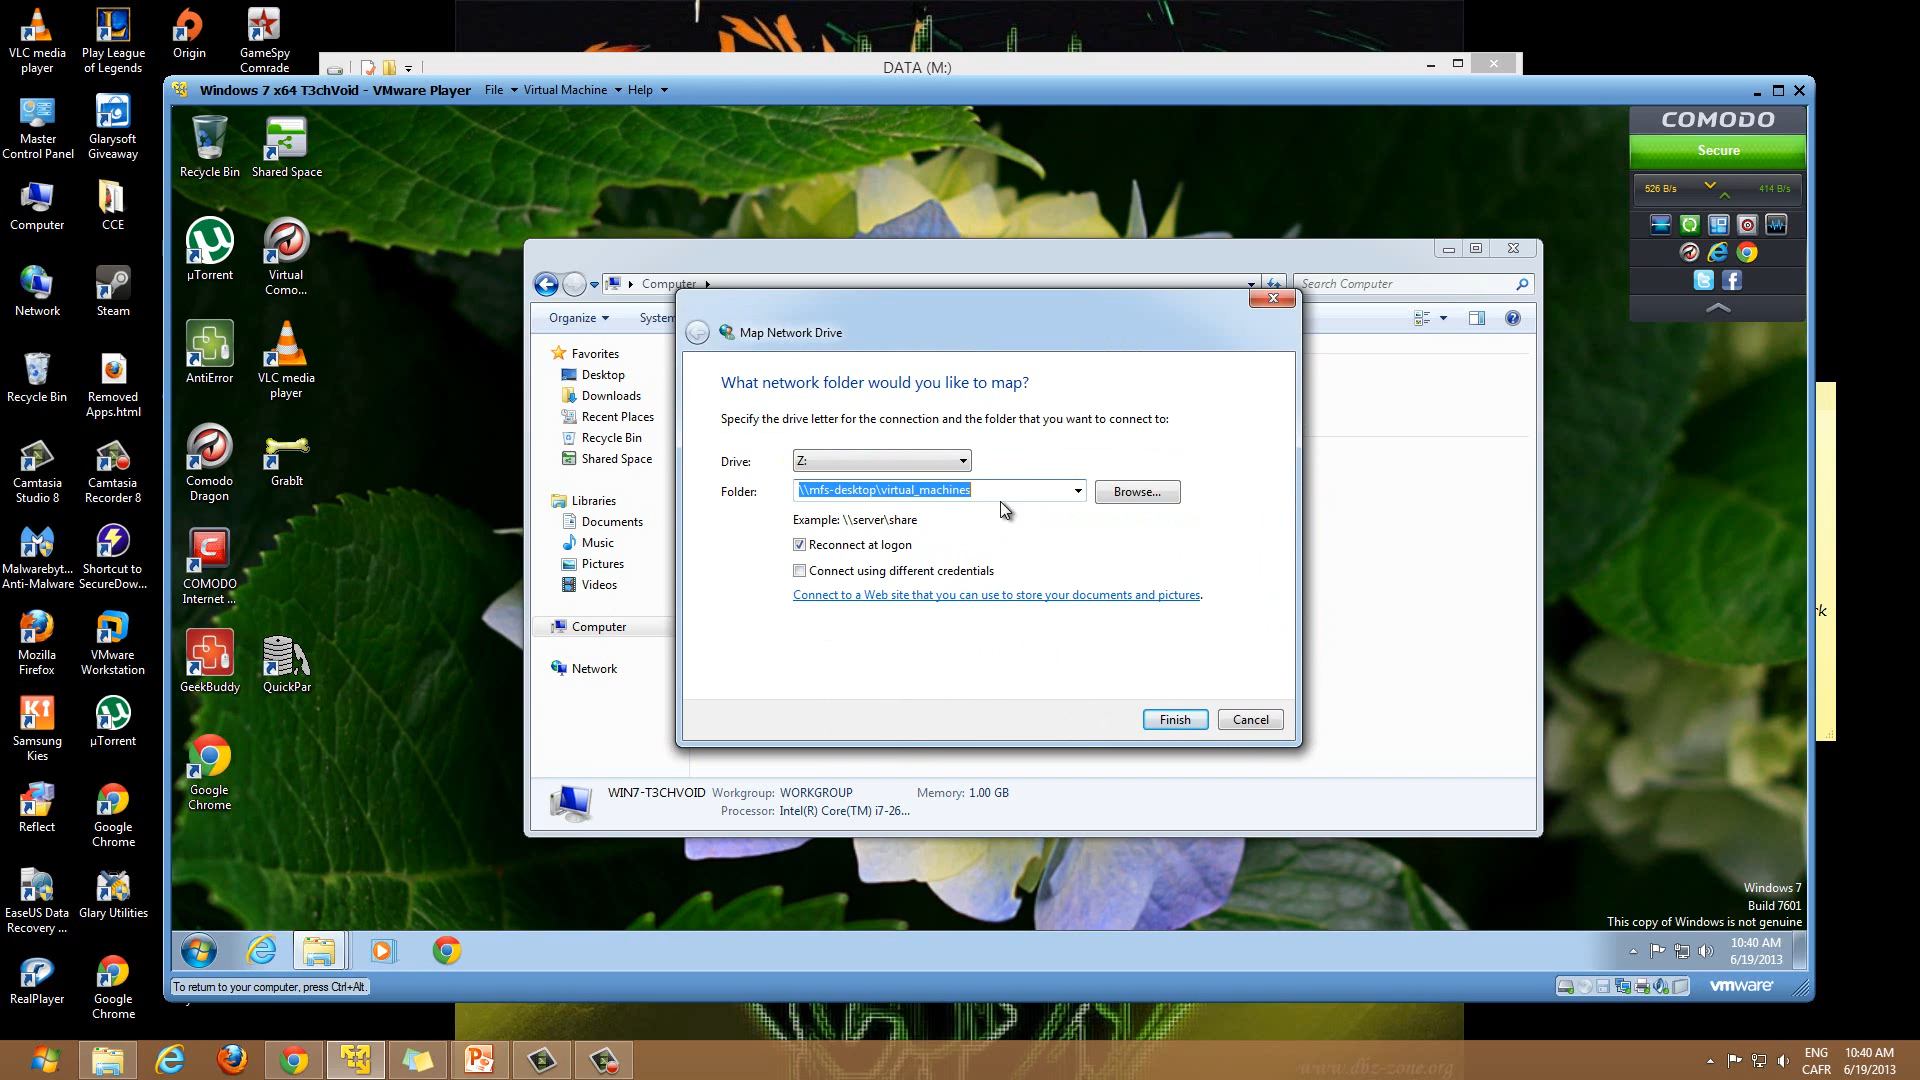 VLC media player
Play League of Legends
Origin
GameSpy Comrade
DATA (M:)
Windows 7 x64 T3chVoid - VMware Player
File
Virtual Machine
Help
Master Control Panel
Glarysoft Giveaway
Computer
CCE
Network
Steam
Recycle Bin
Removed Apps.html
Camtasia Studio 8
Camtasia Recorder 8
Malwarebyt... Anti-Malware
Shortcut to SecureDow...
Mozilla Firefox
VMware Workstation
Samsung Kies
µTorrent
Reflect
Google Chrome
EaseUS Data Recovery ...
Glary Utilities
RealPlayer
Google Chrome
Recycle Bin
Shared Space
µTorrent
Virtual Como...
AntiError
VLC media player
Comodo Dragon
GrabIt
COMODO Internet ...
GeekBuddy
QuickPar
Google Chrome
COMODO
Secure
526 B/s
414 B/s
Computer
Search Computer
Organize
System
Favorites
Desktop
Downloads
Recent Places
Recycle Bin
Shared Space
Libraries
Documents
Music
Pictures
Videos
Computer
Network
Map Network Drive
What network folder would you like to map?
Specify the drive letter for the connection and the folder that you want to connect to:
Drive: Z:
Folder: \\mfs-desktop\virtual_machines
Browse...
Example: \\server\share
Reconnect at logon
Connect using different credentials
Connect to a Web site that you can use to store your documents and pictures.
Finish
Cancel
WIN7-T3CHVOID Workgroup: WORKGROUP Memory: 1.00 GB
Processor: Intel(R) Core(TM) i7-26...
Windows 7
Build 7601
This copy of Windows is not genuine
10:40 AM
6/19/2013
To return to your computer, press Ctrl+Alt.
vmware
www.dbz-zone.org
ENG
CAFR
10:40 AM
6/19/2013